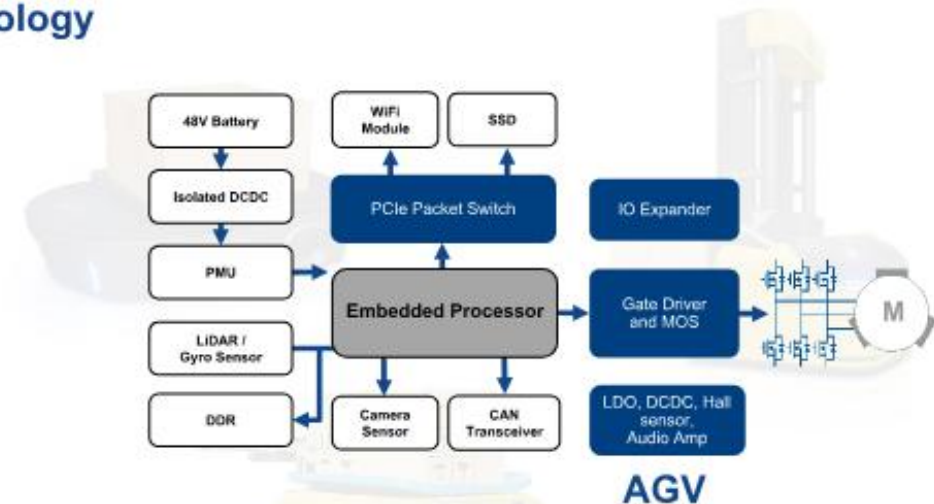 ology
48V Battery
WiFi
Module
SSD
Isolated DCDC
PCIe Packet Switch
IO Expander
PMU
Embedded Processor
Gate Driver
and MOS
M
LiDAR /
Gyro Sensor
DDR
Camera
Sensor
CAN
Transceiver
LDO, DCDC, Hall
sensor,
Audio Amp
AGV